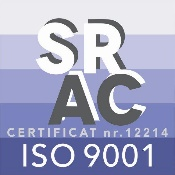 SR
AC
CERTIFICAT nr.12214
ISO 9001